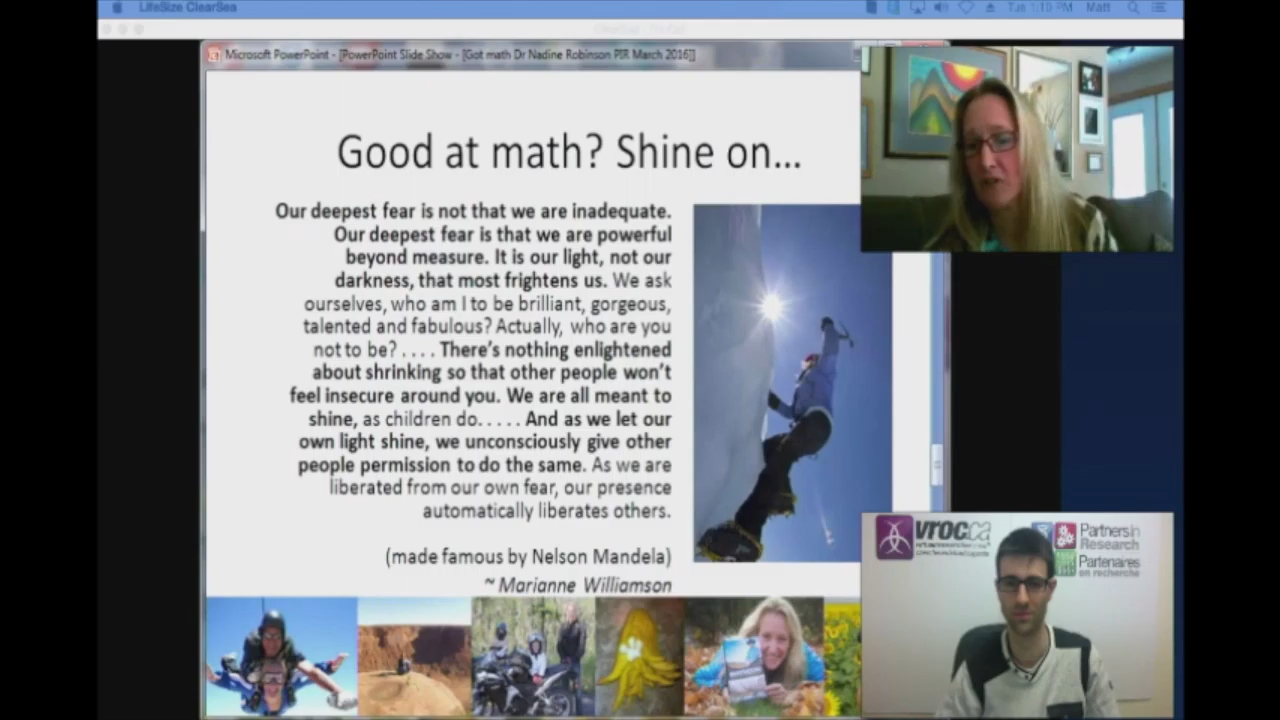 LifeSize ClearSea
Tue 1:10 PM Matt
Microsoft PowerPoint - [PowerPoint Slide Show - [Got math Dr Nadine Robinson PIR March 2016]]
Good at math? Shine on...
Our deepest fear is not that we are inadequate.
Our deepest fear is that we are powerful
beyond measure. It is our light, not our
darkness, that most frightens us. We ask
ourselves, who am I to be brilliant, gorgeous,
talented and fabulous? Actually, who are you
not to be? . . . . There's nothing enlightened
about shrinking so that other people won't
feel insecure around you. We are all meant to
shine, as children do. . . . . And as we let our
own light shine, we unconsciously give other
people permission to do the same. As we are
liberated from our own fear, our presence
automatically liberates others.
(made famous by Nelson Mandela)
~ Marianne Williamson
vroc.ca
Partners in
Research
Partenaires
en recherche